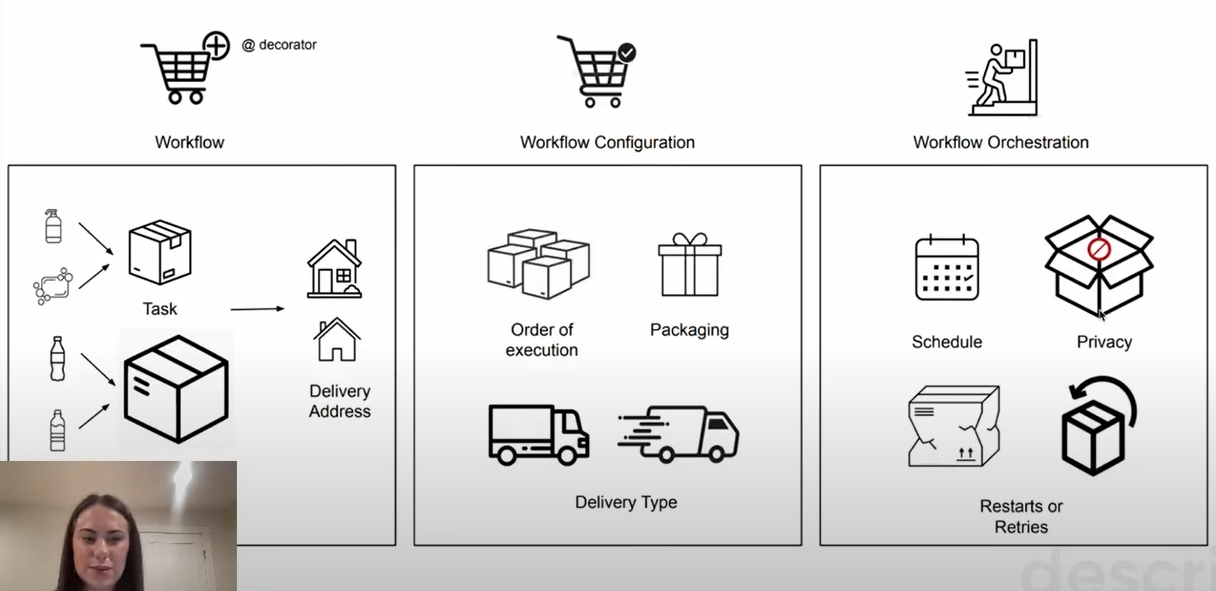 @ decorator
Workflow
Workflow Configuration
Workflow Orchestration
Task
Delivery
Address
Order of
execution
Packaging
Delivery Type
Schedule
Privacy
Restarts or
Retries
descri